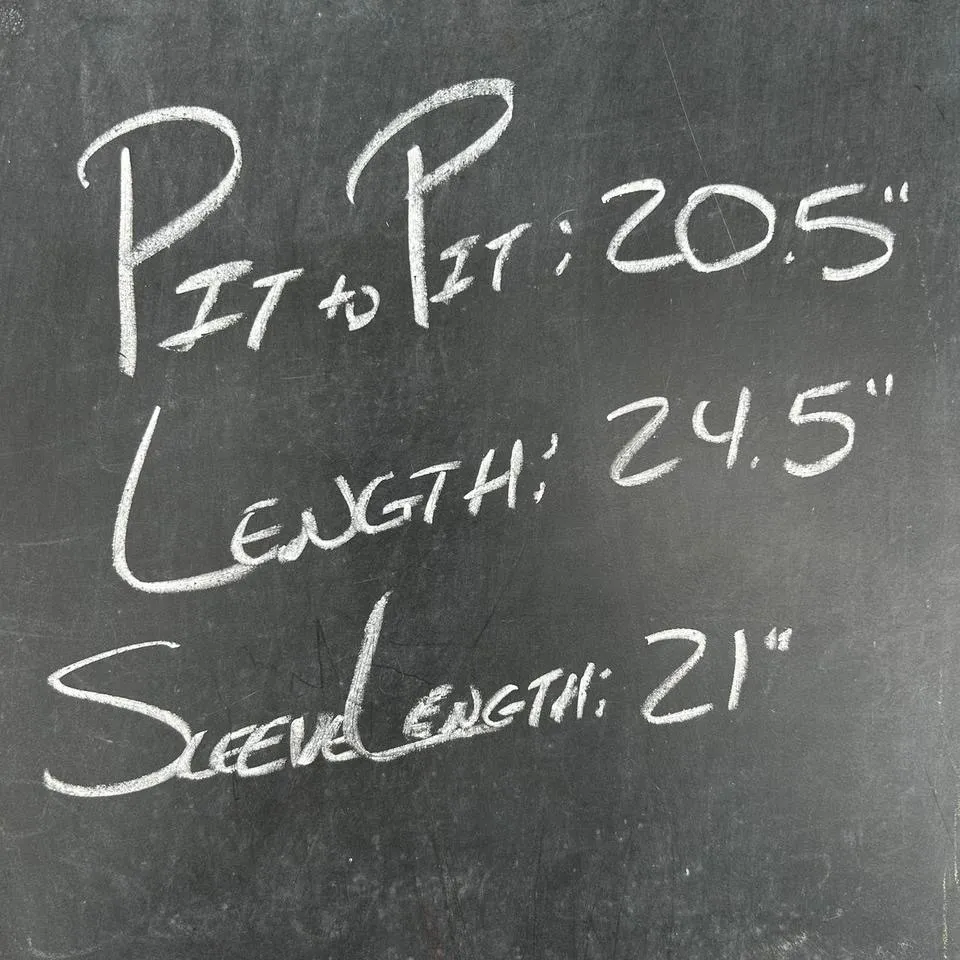 Pit to Pit: 20.5"
Length: 24.5"
Sleeve Length: 21"